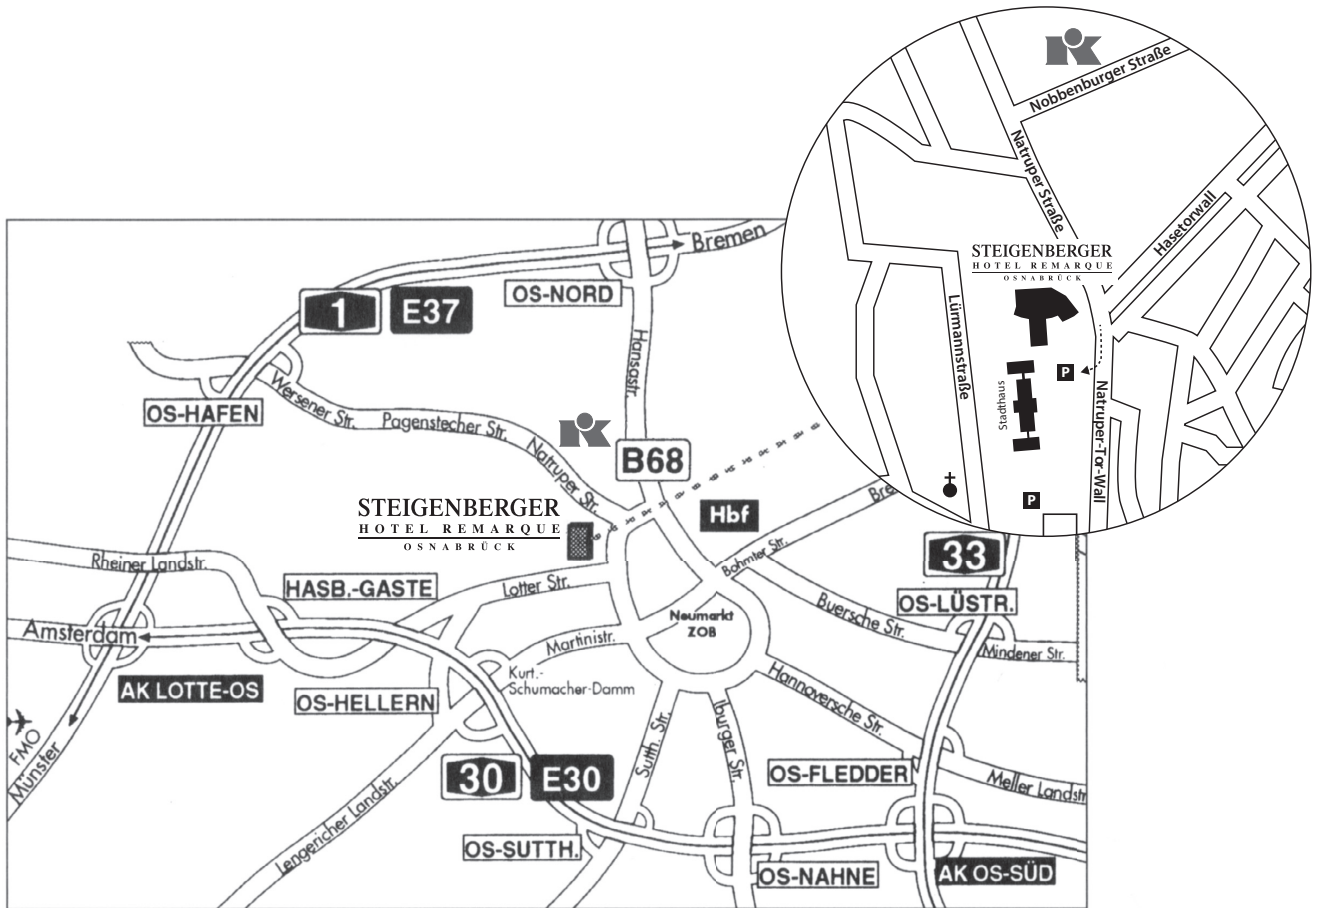 Nobbenburger Straße
Natruper Straße
Hasetorwall
STEIGENBERGER
HOTEL REMARQUE
OSNABRÜCK
Lürmannstraße
P
Stadthaus
Natruper-Tor-Wall
P
Bremen
OS-NORD
1
E37
Hansastr.
OS-HAFEN
Wersener Str.
Pagenstecher Str.
Natruper Str.
B68
STEIGENBERGER
HOTEL REMARQUE
OSNABRÜCK
Hbf
Bre
33
Rheiner Landstr.
HASB.-GASTE
Lotter Str.
Bohmter Str.
OS-LÜSTR.
Buersche Str.
Neumarkt
ZOB
Amsterdam
Martinistr.
Mindener Str.
Kurt.-
Schumacher-Damm
AK LOTTE-OS
OS-HELLERN
Hannoversche Str.
Iburger Str.
Sutth. Str.
FMO
Münster
30
E30
OS-FLEDDER
Meller Landstr
Lengericher Landstr.
OS-SUTTH.
OS-NAHNE
AK OS-SÜD